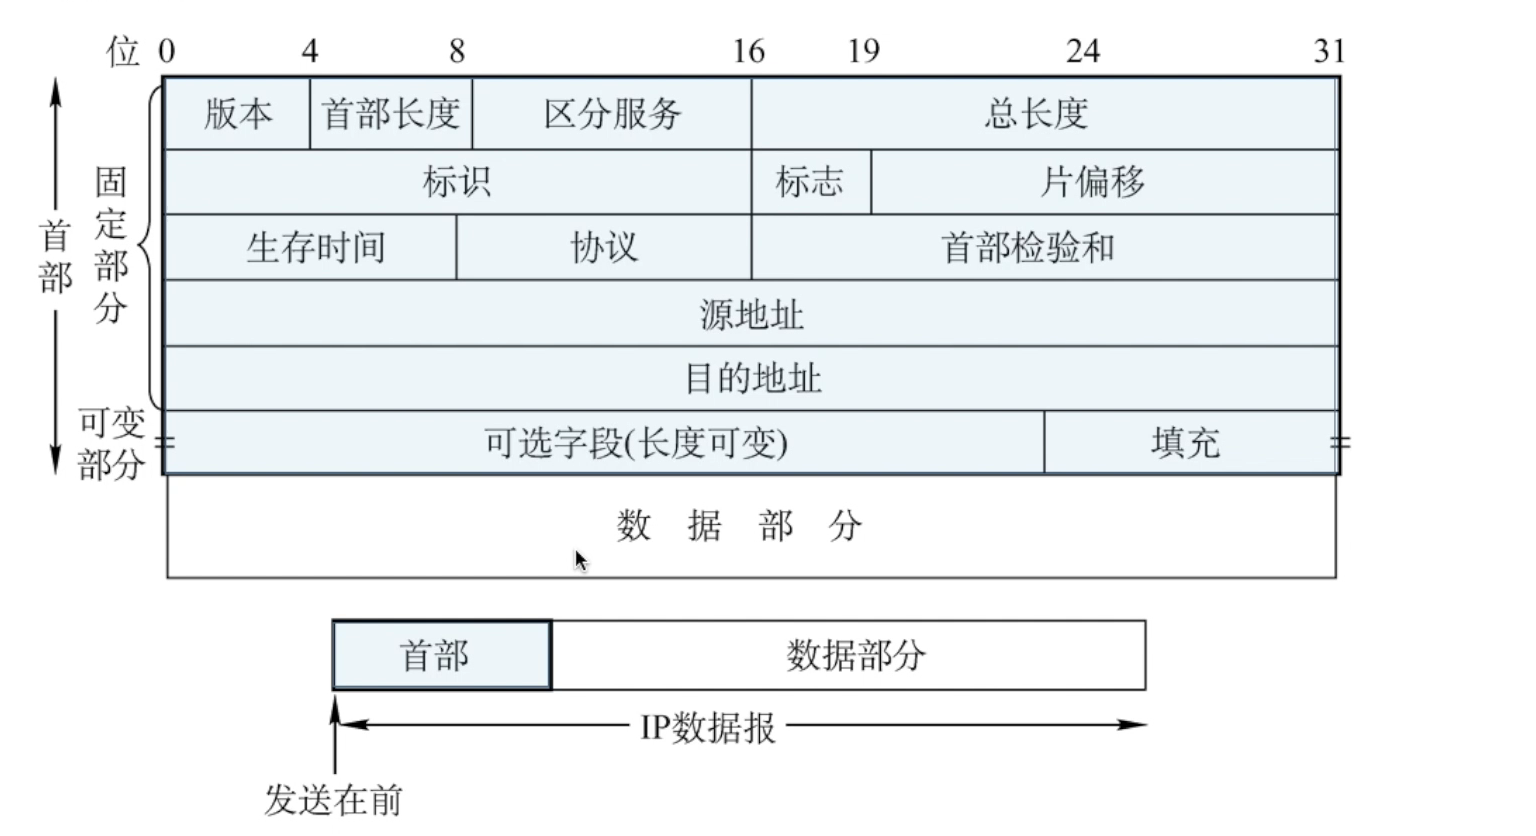 位 0 4 8 16 19 24 31
版本 首部长度 区分服务 总长度
标识 标志 片偏移
生存时间 协议 首部检验和
源地址
目的地址
可选字段(长度可变) 填充
首部
固定部分
可变
部分
数 据 部 分
首部 数据部分
IP数据报
发送在前